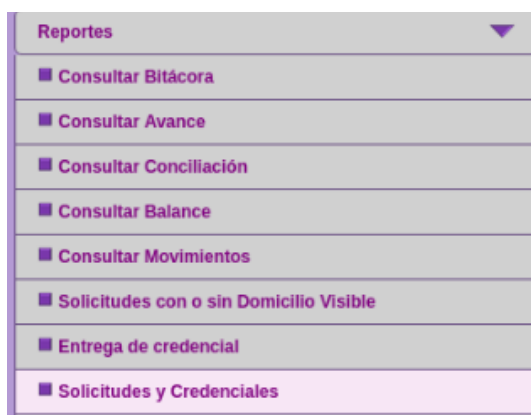 Reportes
Consultar Bitácora
Consultar Avance
Consultar Conciliación
Consultar Balance
Consultar Movimientos
Solicitudes con o sin Domicilio Visible
Entrega de credencial
Solicitudes y Credenciales